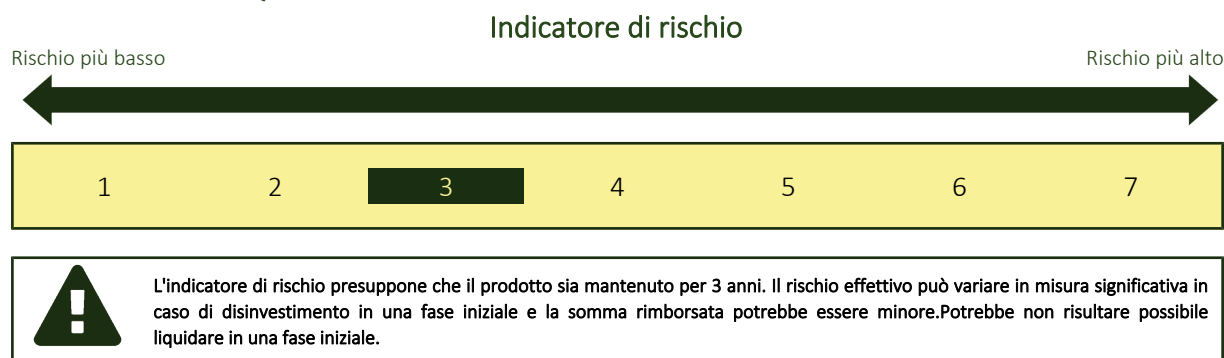 Indicatore di rischio
Rischio più basso
Rischio più alto
1 2 3 4 5 6 7
L'indicatore di rischio presuppone che il prodotto sia mantenuto per 3 anni. Il rischio effettivo può variare in misura significativa in
caso di disinvestimento in una fase iniziale e la somma rimborsata potrebbe essere minore.Potrebbe non risultare possibile
liquidare in una fase iniziale.